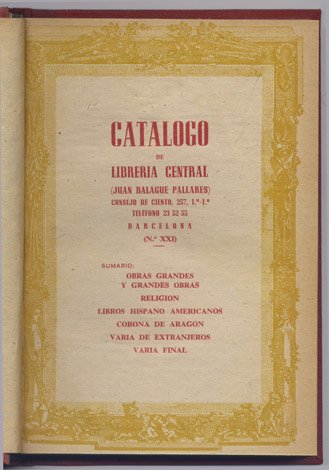 CATALOGO
DE
LIBRERIA CENTRAL
(JUAN BALAGUE PALLARES)
CONSEJO DE CIENTO, 257, 1.º-1.ª
TELEFONO 23 52 55
BARCELONA
(N.º XXI)
SUMARIO:
OBRAS GRANDES
Y GRANDES OBRAS
RELIGION
LIBROS HISPANO AMERICANOS
CORONA DE ARAGON
VARIA DE EXTRANJEROS
VARIA FINAL